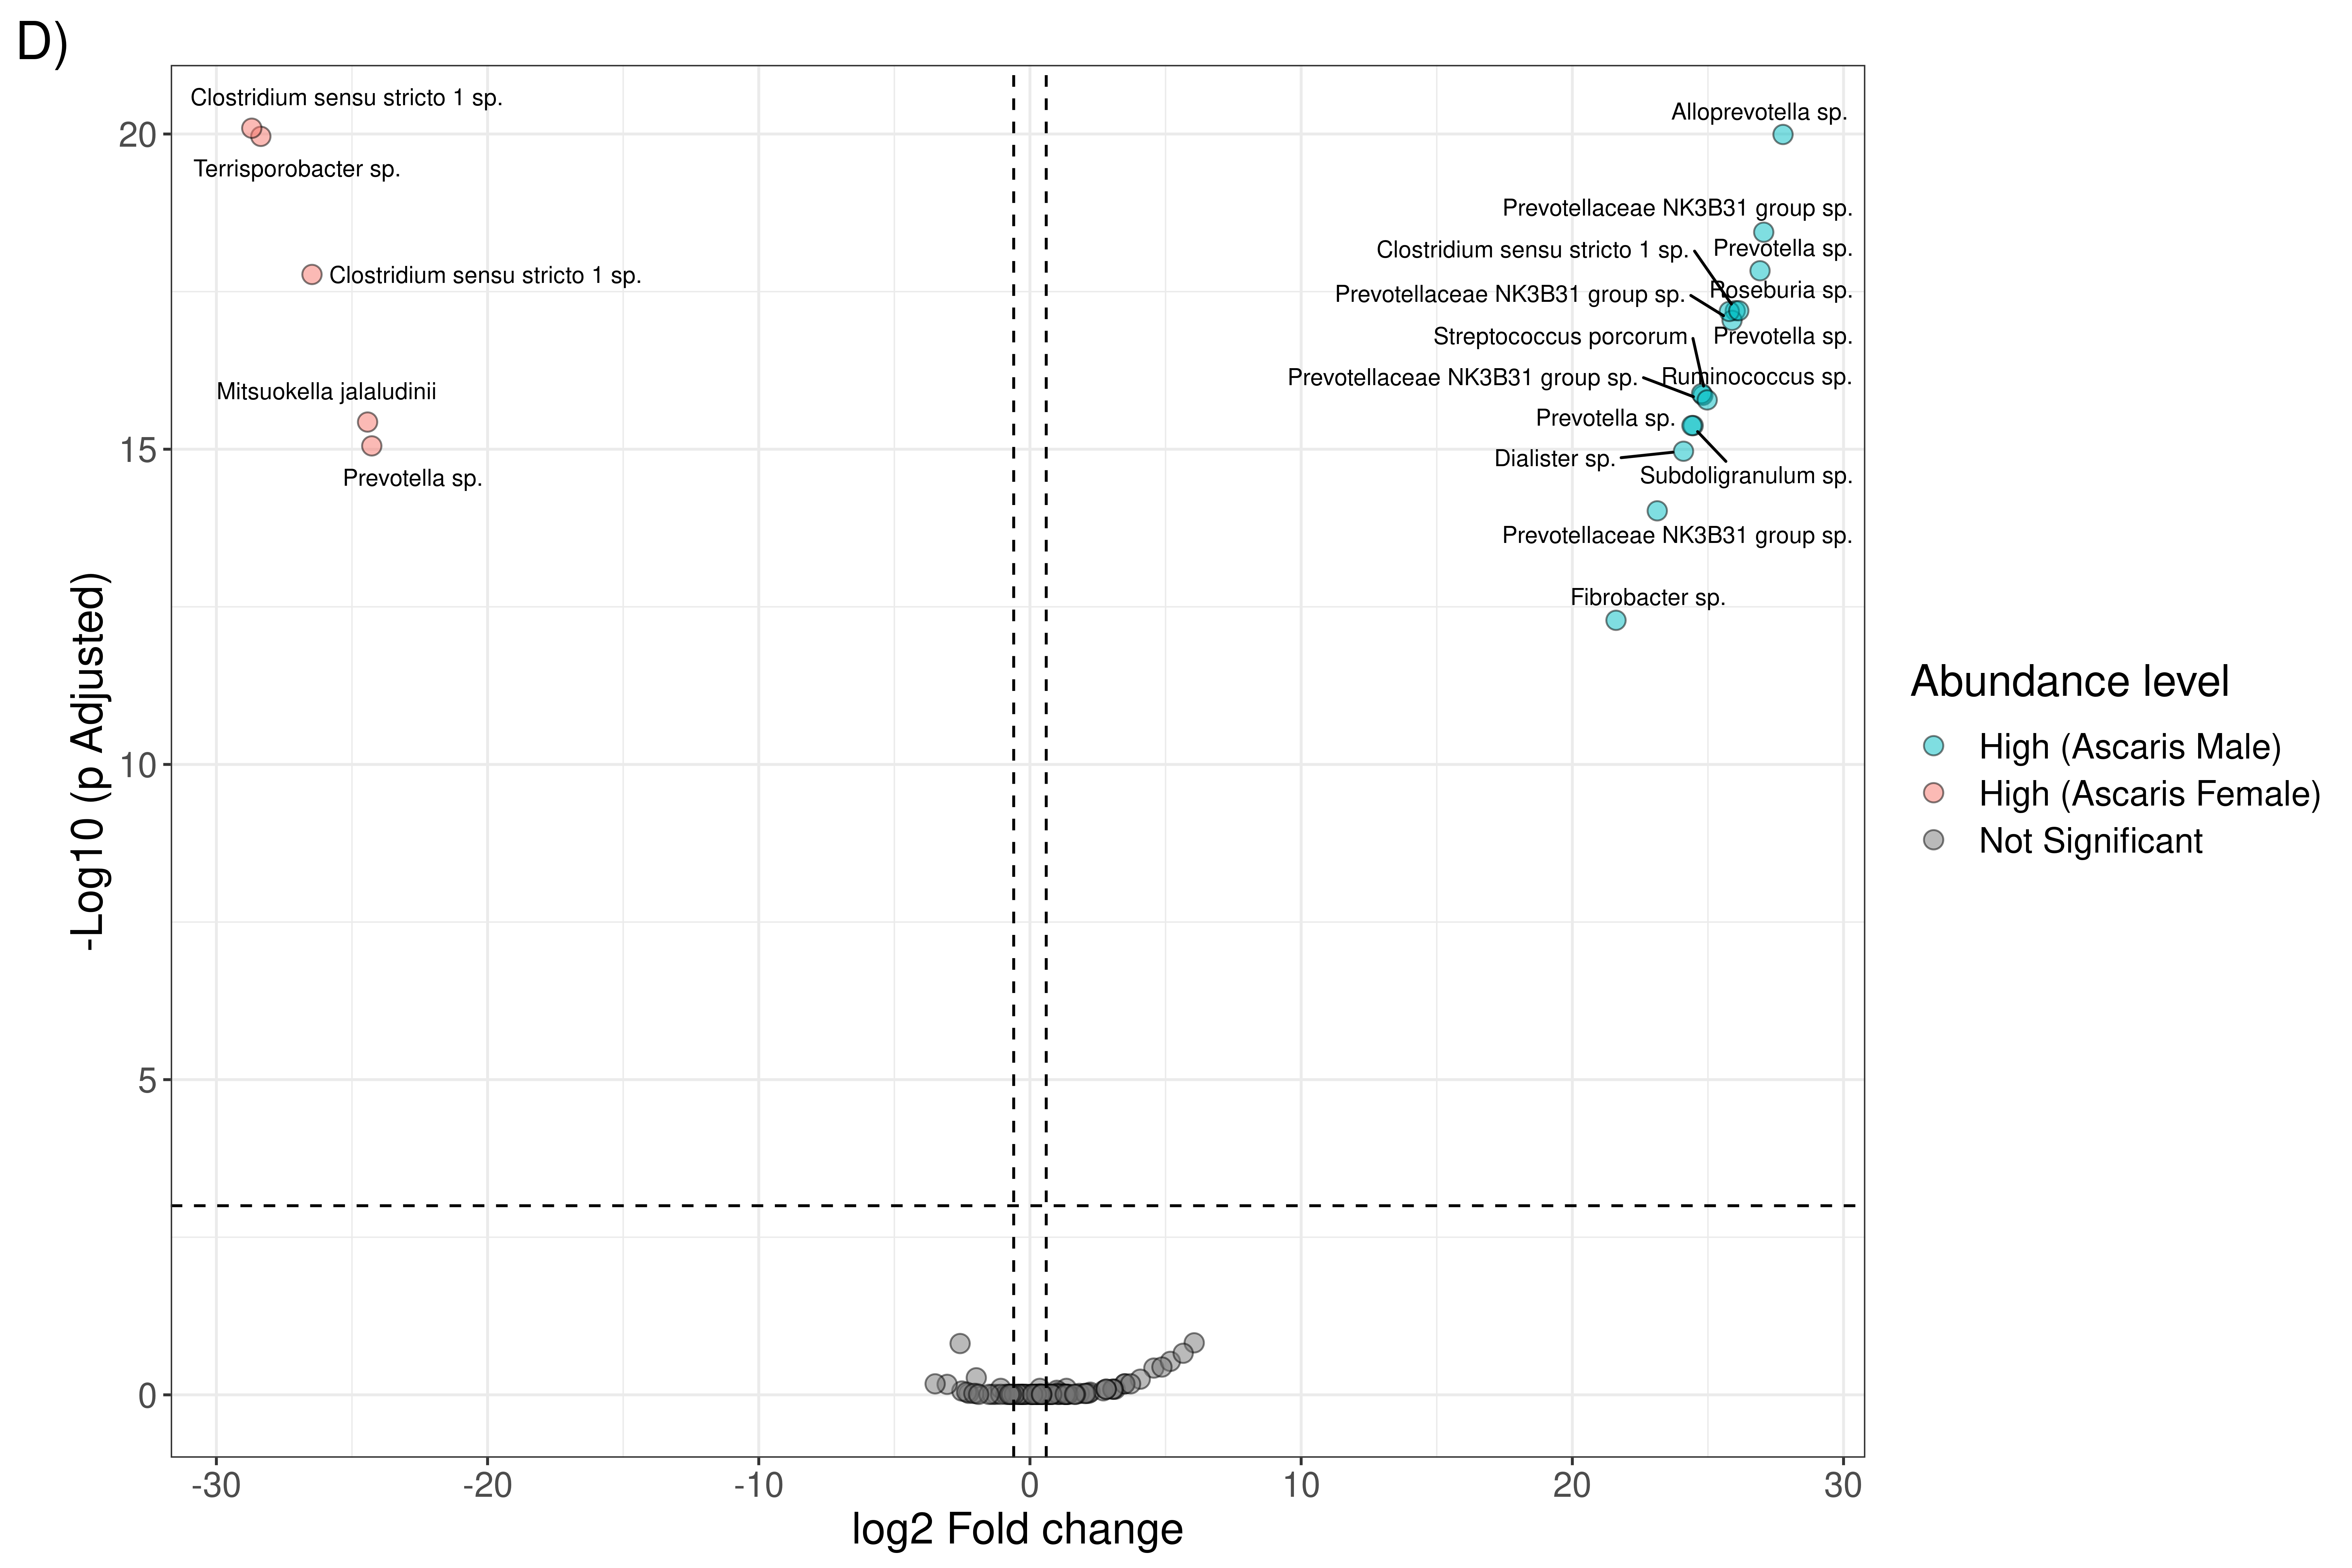 D)
Clostridium sensu stricto 1 sp.
Alloprevotella sp.
20
Terrisporobacter sp.
Prevotellaceae NK3B31 group sp.
Clostridium sensu stricto 1 sp.
Prevotella sp.
Clostridium sensu stricto 1 sp.
Prevotellaceae NK3B31 group sp.
Roseburia sp.
Streptococcus porcorum
Prevotella sp.
Prevotellaceae NK3B31 group sp.
Ruminococcus sp.
Mitsuokella jalaludinii
Prevotella sp.
15
Dialister sp.
Prevotella sp.
Subdoligranulum sp.
Prevotellaceae NK3B31 group sp.
Fibrobacter sp.
-Log10 (p Adjusted)
10
5
0
-30
-20
-10
0
10
20
30
log2 Fold change
Abundance level
High (Ascaris Male)
High (Ascaris Female)
Not Significant